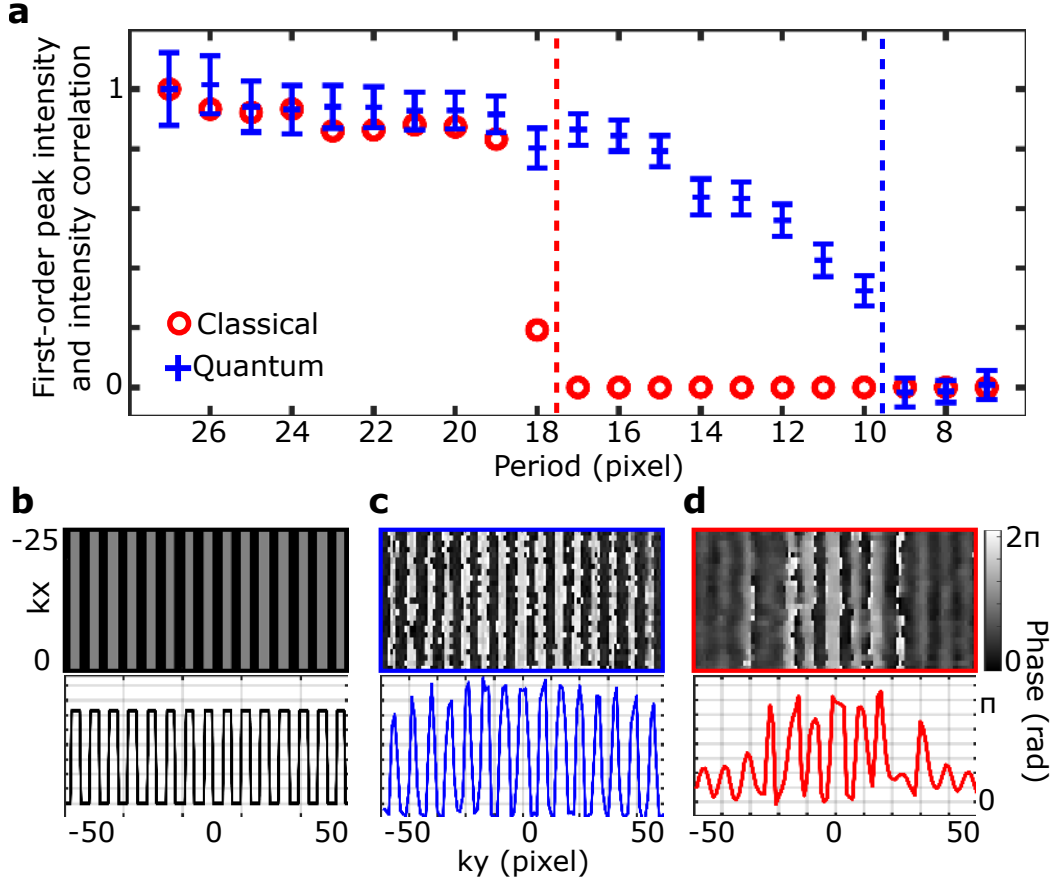 a
First-order peak intensity
and intensity correlation
1
0
Classical
Quantum
26 24 22 20 18 16 14 12 10 8
Period (pixel)
b c d
-25
kx
0
2π
0
Phase (rad)
π
0
-50 0 50 -50 0 50 -50 0 50
ky (pixel)